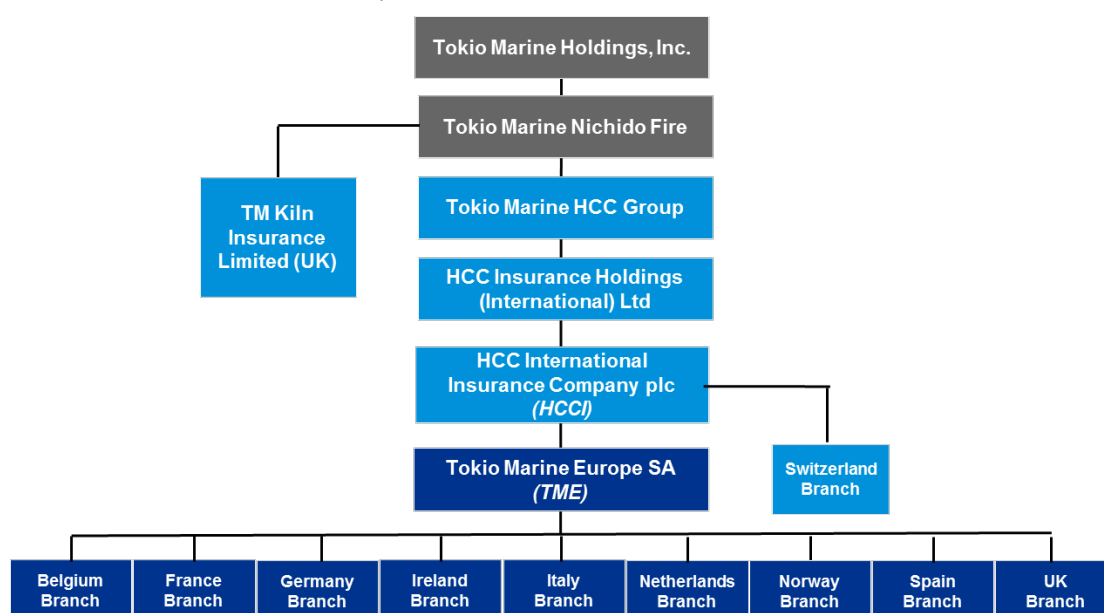 Tokio Marine Holdings, Inc.
Tokio Marine Nichido Fire
TM Kiln
Insurance
Limited (UK)
Tokio Marine HCC Group
HCC Insurance Holdings
(International) Ltd
HCC International
Insurance Company plc
(HCCI)
Tokio Marine Europe SA
(TME)
Switzerland
Branch
Belgium
Branch
France
Branch
Germany
Branch
Ireland
Branch
Italy
Branch
Netherlands
Branch
Norway
Branch
Spain
Branch
UK
Branch